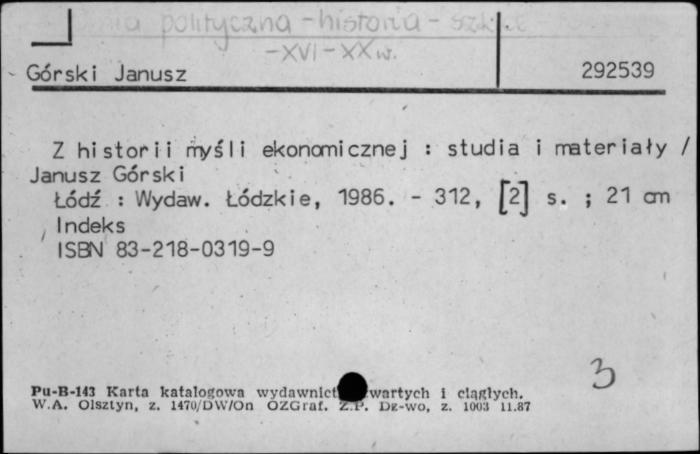 polityczna - historia -
- XVI - XX w.
Górski Janusz 292539
Z historii myśli ekonomicznej : studia i materiały /
Janusz Górski
Łódź : Wydaw. Łódzkie, 1986. - 312, [2] s. ; 21 cm
Indeks
ISBN 83-218-0319-9
3
Pu-B-143 Karta katalogowa wydawnict wartych i ciągłych.
W.A. Olsztyn, z. 1470/DW/On OZGraf. Z.P. Dz-wo, z. 1003 11.87